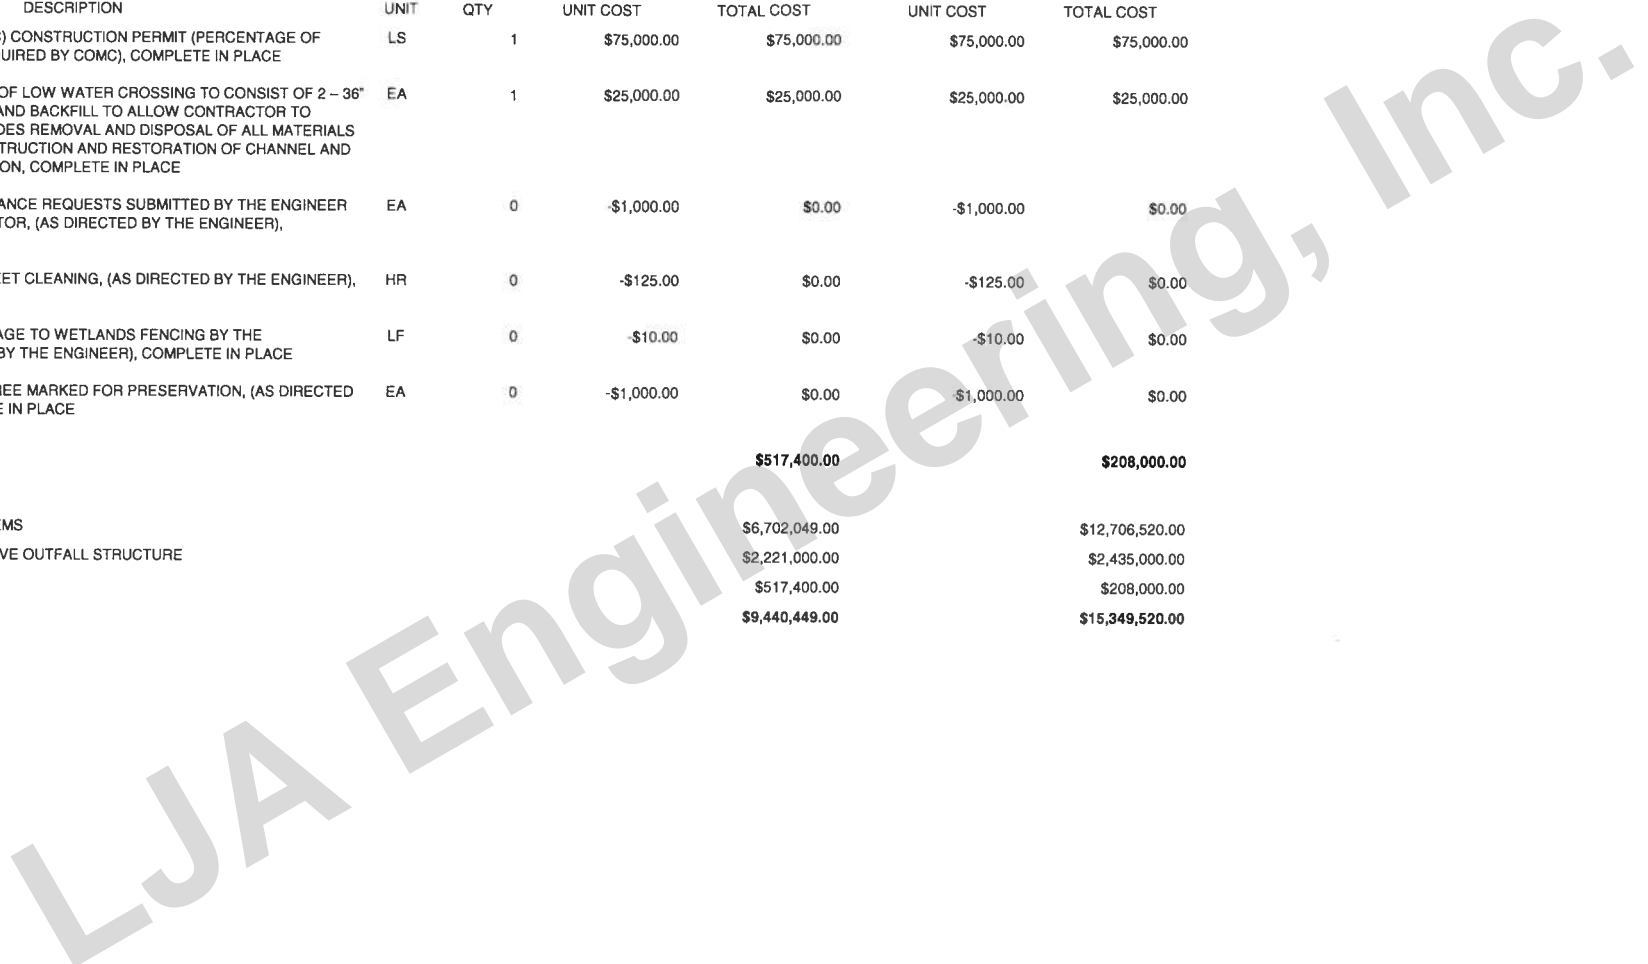 DESCRIPTION UNIT QTY UNIT COST TOTAL COST UNIT COST TOTAL COST
) CONSTRUCTION PERMIT (PERCENTAGE OF LS 1 $75,000.00 $75,000.00 $75,000.00 $75,000.00
UIRED BY COMC), COMPLETE IN PLACE
OF LOW WATER CROSSING TO CONSIST OF 2 – 36" EA 1 $25,000.00 $25,000.00 $25,000.00 $25,000.00
AND BACKFILL TO ALLOW CONTRACTOR TO
DES REMOVAL AND DISPOSAL OF ALL MATERIALS
TRUCTION AND RESTORATION OF CHANNEL AND
ON, COMPLETE IN PLACE
ANCE REQUESTS SUBMITTED BY THE ENGINEER EA 0 -$1,000.00 $0.00 -$1,000.00 $0.00
TOR, (AS DIRECTED BY THE ENGINEER),
EET CLEANING, (AS DIRECTED BY THE ENGINEER), HR 0 -$125.00 $0.00 -$125.00 $0.00
AGE TO WETLANDS FENCING BY THE LF 0 -$10.00 $0.00 -$10.00 $0.00
BY THE ENGINEER), COMPLETE IN PLACE
REE MARKED FOR PRESERVATION, (AS DIRECTED EA 0 -$1,000.00 $0.00 -$1,000.00 $0.00
E IN PLACE
$517,400.00 $208,000.00
EMS $6,702,049.00 $12,706,520.00
VE OUTFALL STRUCTURE $2,221,000.00 $2,435,000.00
$517,400.00 $208,000.00
$9,440,449.00 $15,349,520.00
LJA Engineering, Inc.